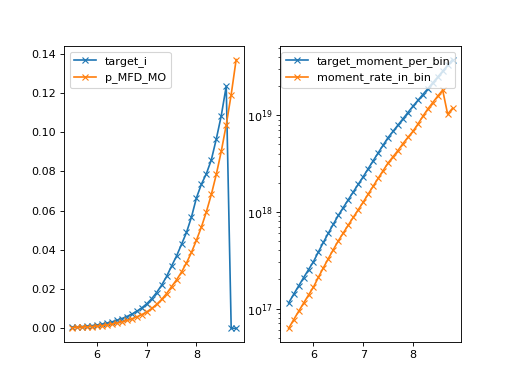 target_i
p_MFD_MO
0.14
0.12
0.10
0.08
0.06
0.04
0.02
0.00
6 7 8
target_moment_per_bin
moment_rate_in_bin
10^19
10^18
10^17
6 7 8